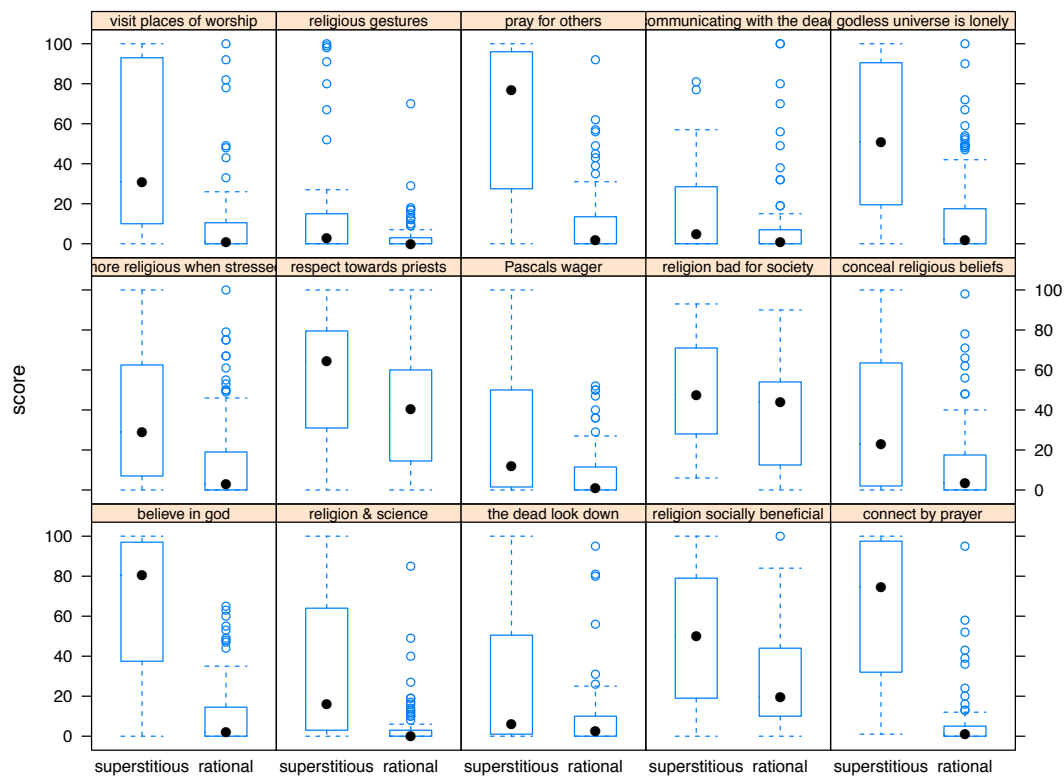 visit places of worship
religious gestures
pray for others
ommunicating with the dead
godless universe is lonely
100
80
60
40
20
0
more religious when stressed
respect towards priests
Pascals wager
religion bad for society
conceal religious beliefs
score
100
80
60
40
20
0
believe in god
religion & science
the dead look down
religion socially beneficial
connect by prayer
100
80
60
40
20
0
superstitious rational superstitious rational superstitious rational superstitious rational superstitious rational